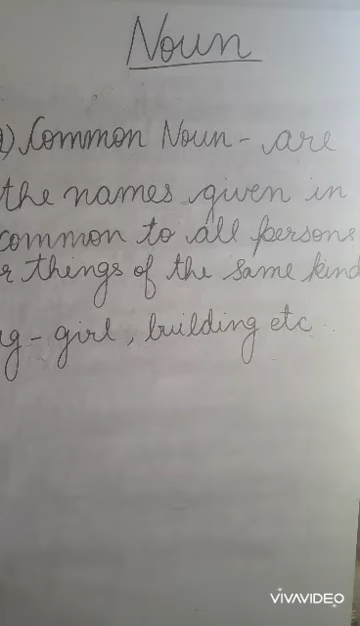 Noun
) Common Noun - are
the names given in
common to all persons
r things of the same kind
g - girl, building etc..
VIVAVIDEO